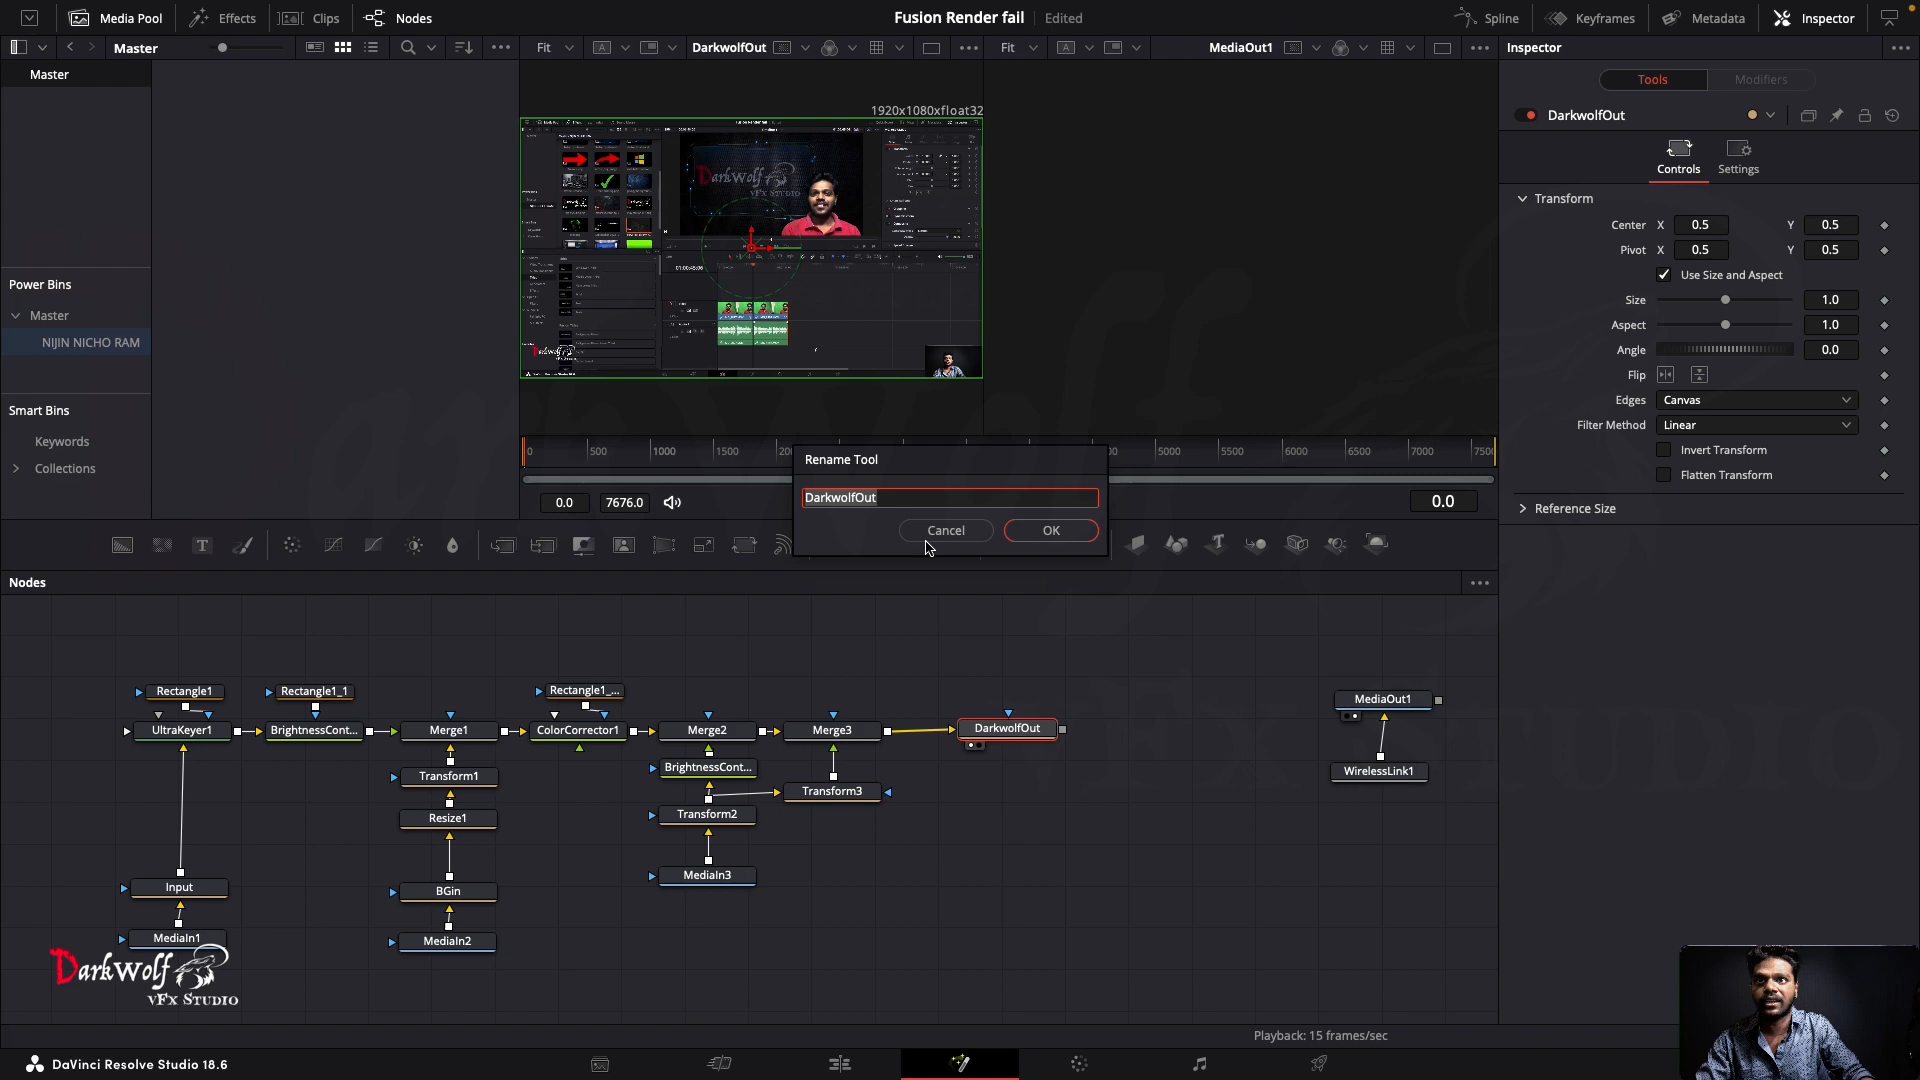 Media Pool
Effects
Clips
Nodes
Fusion Render fail
Edited
Spline
Keyframes
Metadata
Inspector
Master
Fit
DarkwolfOut
Fit
MediaOut1
Inspector
Master
1920x1080xfloat32
Tools
Modifiers
DarkwolfOut
Controls
Settings
Transform
Center X 0.5 Y 0.5
Pivot X 0.5 Y 0.5
Use Size and Aspect
Size 1.0
Aspect 1.0
Angle 0.0
Flip
Edges Canvas
Filter Method Linear
Invert Transform
Flatten Transform
Reference Size
Power Bins
Master
NIJIN NICHO RAM
Smart Bins
Keywords
Collections
0 500 1000 1500 5000 5500 6000 6500 7000
0.0 7676.0
0.0
Rename Tool
DarkwolfOut
Cancel OK
Nodes
Rectangle1
Rectangle1_1
Rectangle1_...
UltraKeyer1
BrightnessCont...
Merge1
ColorCorrector1
Merge2
Merge3
DarkwolfOut
MediaOut1
WirelessLink1
Transform1
BrightnessCont...
Transform3
Resize1
Transform2
Input
BGin
MediaIn3
MediaIn1
MediaIn2
DarkWolf
vFx Studio
Playback: 15 frames/sec
DaVinci Resolve Studio 18.6